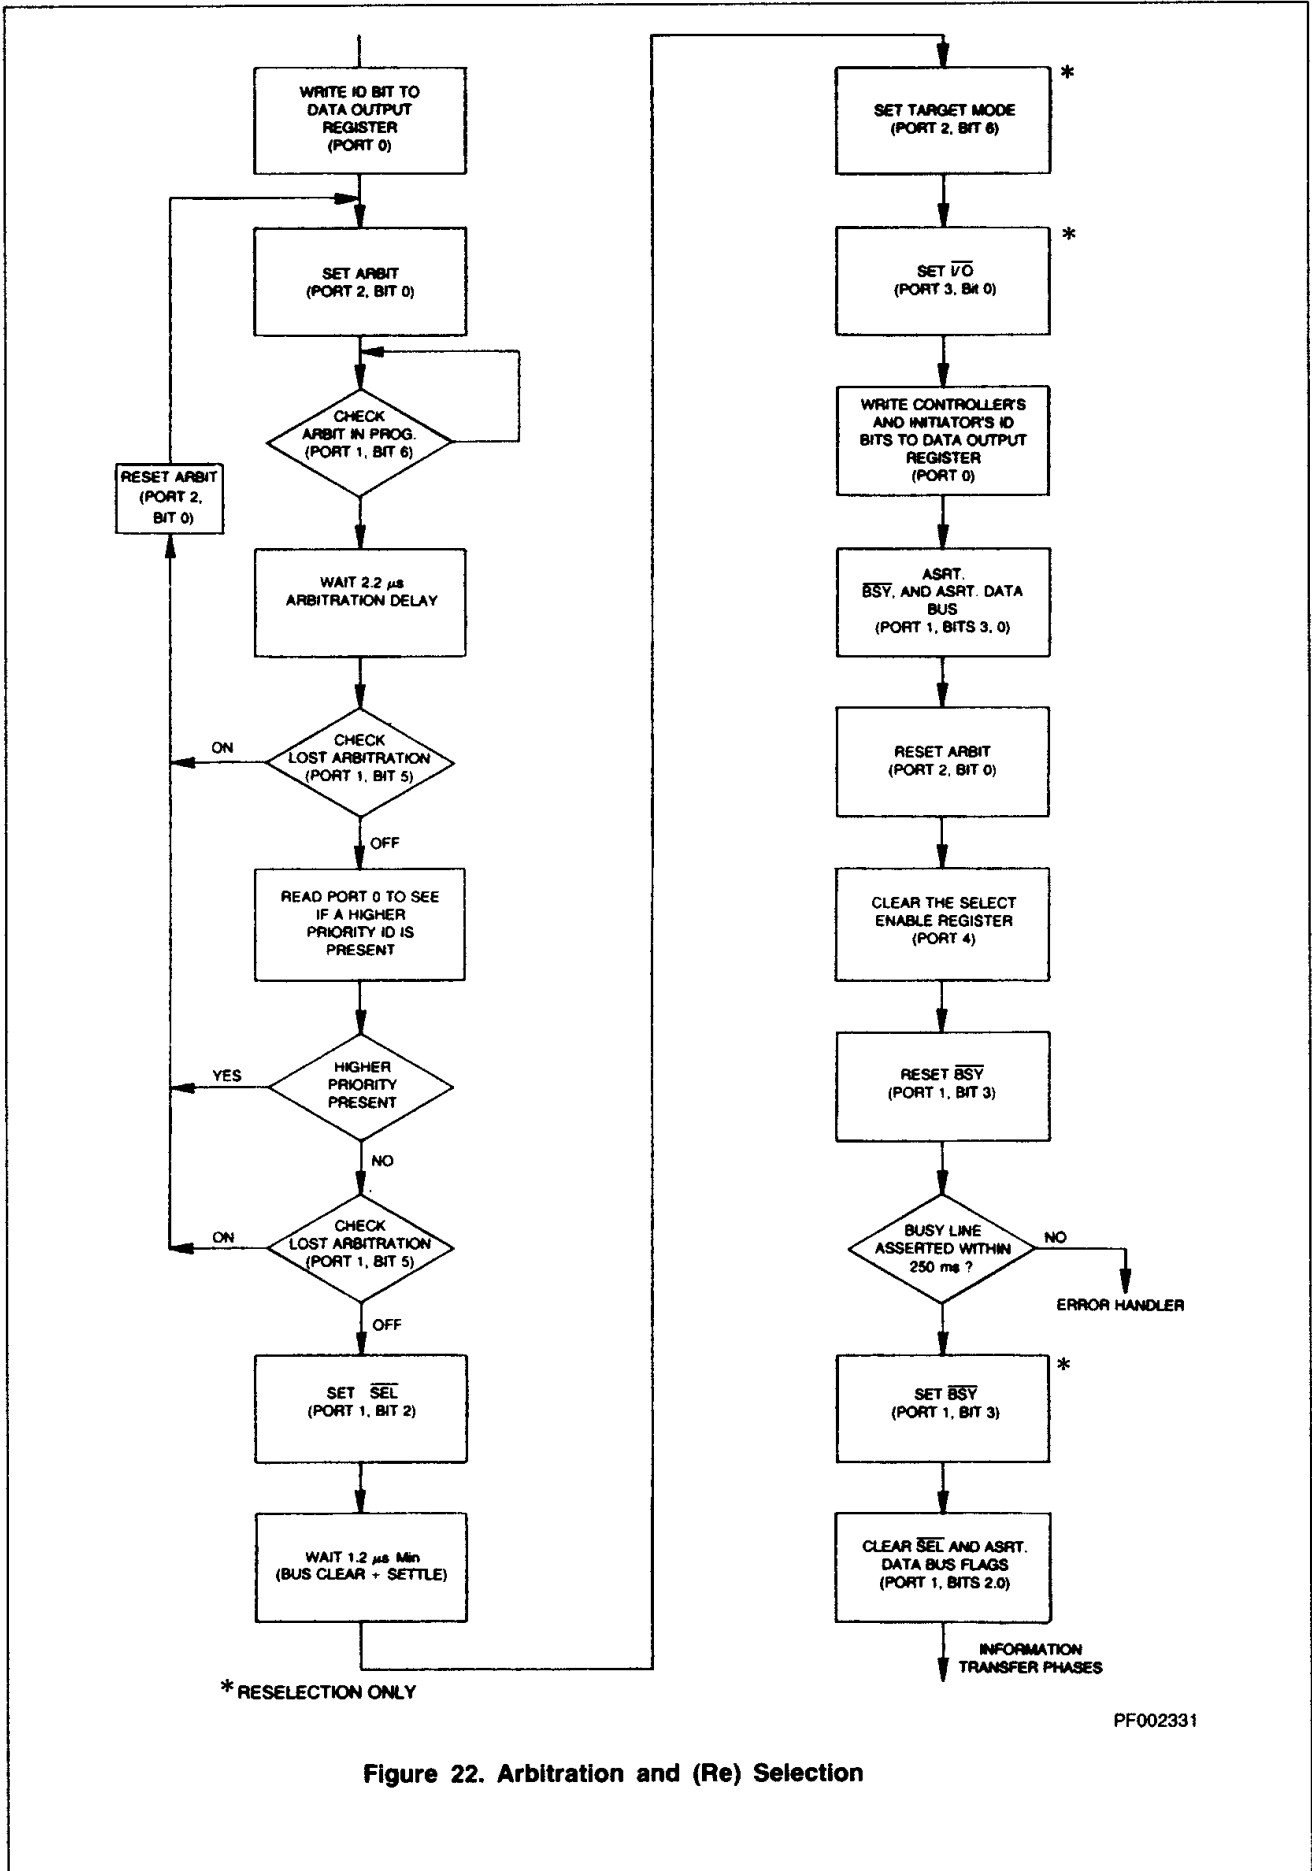 WRITE ID BIT TO
DATA OUTPUT
REGISTER
(PORT 0)
SET ARBIT
(PORT 2, BIT 0)
CHECK
ARBIT IN PROG.
(PORT 1, BIT 6)
RESET ARBIT
(PORT 2,
BIT 0)
WAIT 2.2 μs
ARBITRATION DELAY
CHECK
LOST ARBITRATION
(PORT 1, BIT 5)
ON
OFF
READ PORT 0 TO SEE
IF A HIGHER
PRIORITY ID IS
PRESENT
HIGHER
PRIORITY
PRESENT
YES
NO
CHECK
LOST ARBITRATION
(PORT 1, BIT 5)
ON
OFF
SET S̅E̅L̅
(PORT 1, BIT 2)
WAIT 1.2 μs Min
(BUS CLEAR + SETTLE)
* RESELECTION ONLY
*
SET TARGET MODE
(PORT 2, BIT 6)
*
SET I̅/̅O̅
(PORT 3, Bit 0)
WRITE CONTROLLER'S
AND INITIATOR'S ID
BITS TO DATA OUTPUT
REGISTER
(PORT 0)
ASRT.
B̅S̅Y̅, AND ASRT. DATA
BUS
(PORT 1, BITS 3, 0)
RESET ARBIT
(PORT 2, BIT 0)
CLEAR THE SELECT
ENABLE REGISTER
(PORT 4)
RESET B̅S̅Y̅
(PORT 1, BIT 3)
BUSY LINE
ASSERTED WITHIN
250 ms ?
NO
ERROR HANDLER
*
SET B̅S̅Y̅
(PORT 1, BIT 3)
CLEAR S̅E̅L̅ AND ASRT.
DATA BUS FLAGS
(PORT 1, BITS 2.0)
INFORMATION
TRANSFER PHASES
PF002331
Figure 22. Arbitration and (Re) Selection